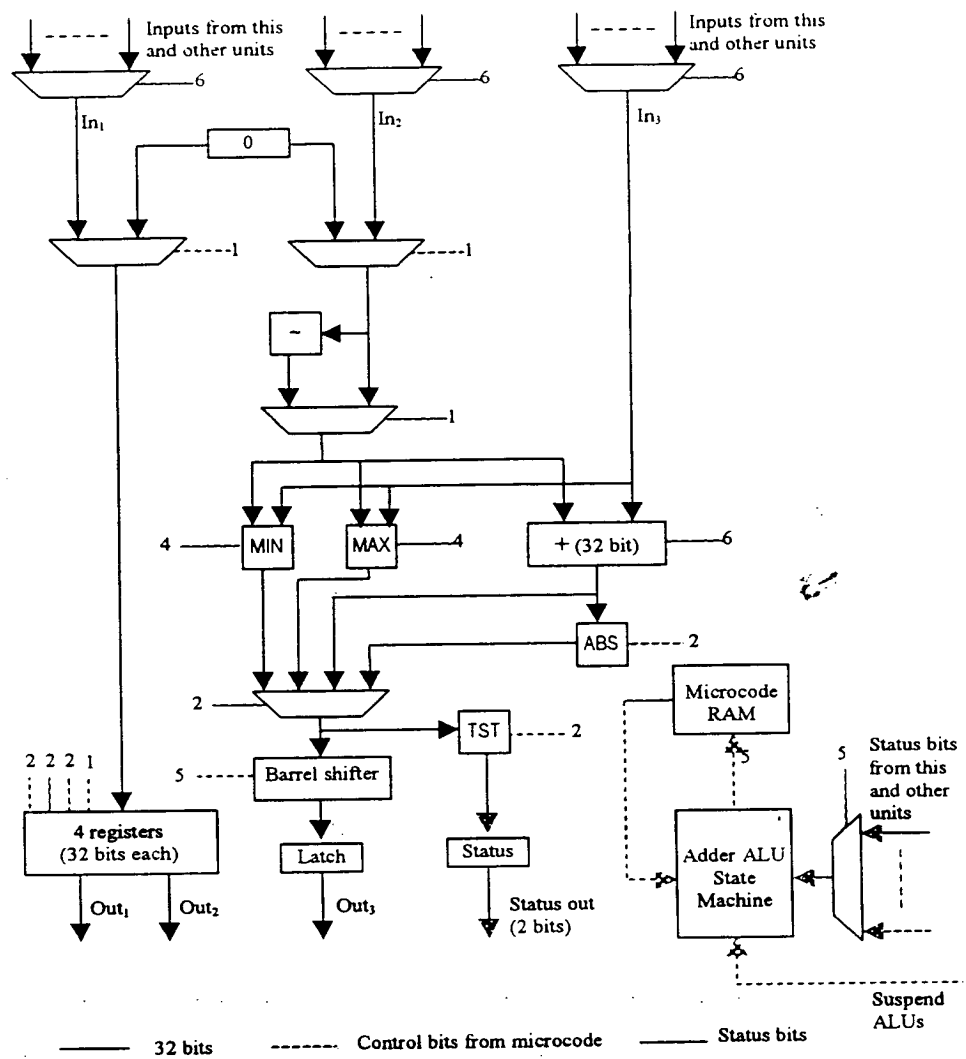 Inputs from this
and other units
Inputs from this
and other units
6
6
6
In₁
In₂
In₃
0
1
1
~
1
4
MIN
MAX
4
+ (32 bit)
6
ABS
2
2
TST
2
Microcode
RAM
5
Barrel shifter
2
2
2
1
4 registers
(32 bits each)
Latch
Status
5
5
Status bits
from this
and other
units
Adder ALU
State
Machine
Out₁
Out₂
Out₃
Status out
(2 bits)
Suspend
ALUs
32 bits
Control bits from microcode
Status bits